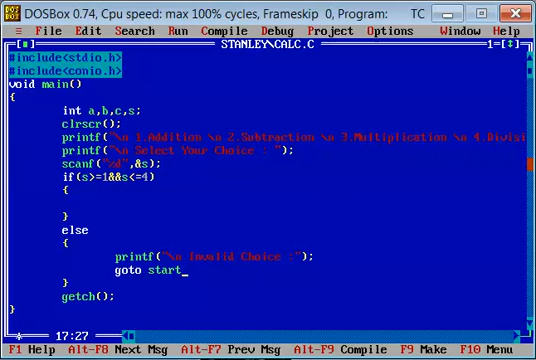 DOSBox 0.74, Cpu speed: max 100% cycles, Frameskip 0, Program: TC
≡ File Edit Search Run Compile Debug Project Options Window Help
[■] STANLEY\CALC.C 1=[↕]
#include<stdio.h>
#include<conio.h>
void main()
{
int a,b,c,s;
clrscr();
printf("\n 1.Addition \n 2.Subtraction \n 3.Multiplication \n 4.Divisi
printf("\n Select Your Choice : ");
scanf("%d",&s);
if(s>=1&&s<=4)
{
}
else
{
printf("\n Invalid Choice :");
goto start_
}
getch();
}
17:27
F1 Help Alt-F8 Next Msg Alt-F7 Prev Msg Alt-F9 Compile F9 Make F10 Menu